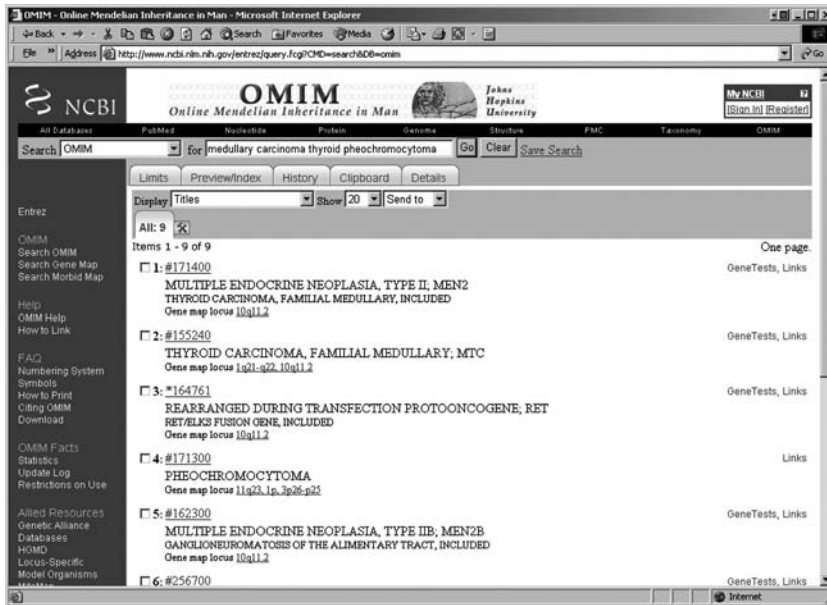 OMIM - Online Mendelian Inheritance in Man - Microsoft Internet Explorer
Back Search Favorites Media
File Address http://www.ncbi.nlm.nih.gov/entrez/query.fcgi?CMD=search&DB=omim Go
NCBI
OMIM
Online Mendelian Inheritance in Man
Johns
Hopkins
University
My NCBI
[Sign In] [Register]
All Databases PubMed Nucleotide Protein Genome Structure PMC Taxonomy OMIM
Search OMIM for medullary carcinoma thyroid pheochromocytoma Go Clear Save Search
Limits Preview/Index History Clipboard Details
Display Titles Show 20 Send to
All: 9
Items 1 - 9 of 9 One page.
Entrez
OMIM
Search OMIM
Search Gene Map
Search Morbid Map
Help
OMIM Help
How to Link
FAQ
Numbering System
Symbols
How to Print
Citing OMIM
Download
OMIM Facts
Statistics
Update Log
Restrictions on Use
Allied Resources
Genetic Alliance
Databases
HGMD
Locus-Specific
Model Organisms
1: #171400 GeneTests, Links
MULTIPLE ENDOCRINE NEOPLASIA, TYPE II; MEN2
THYROID CARCINOMA, FAMILIAL MEDULLARY, INCLUDED
Gene map locus 10q11.2
2: #155240 GeneTests, Links
THYROID CARCINOMA, FAMILIAL MEDULLARY; MTC
Gene map locus 1q21-q22, 10q11.2
3: *164761 GeneTests, Links
REARRANGED DURING TRANSFECTION PROTOONCOGENE; RET
RET/ELKS FUSION GENE, INCLUDED
Gene map locus 10q11.2
4: #171300 Links
PHEOCHROMOCYTOMA
Gene map locus 11q23, 1p, 3p26-p25
5: #162300 GeneTests, Links
MULTIPLE ENDOCRINE NEOPLASIA, TYPE IIB; MEN2B
GANGLIONEUROMATOSIS OF THE ALIMENTARY TRACT, INCLUDED
Gene map locus 10q11.2
6: #256700 GeneTests, Links
Internet